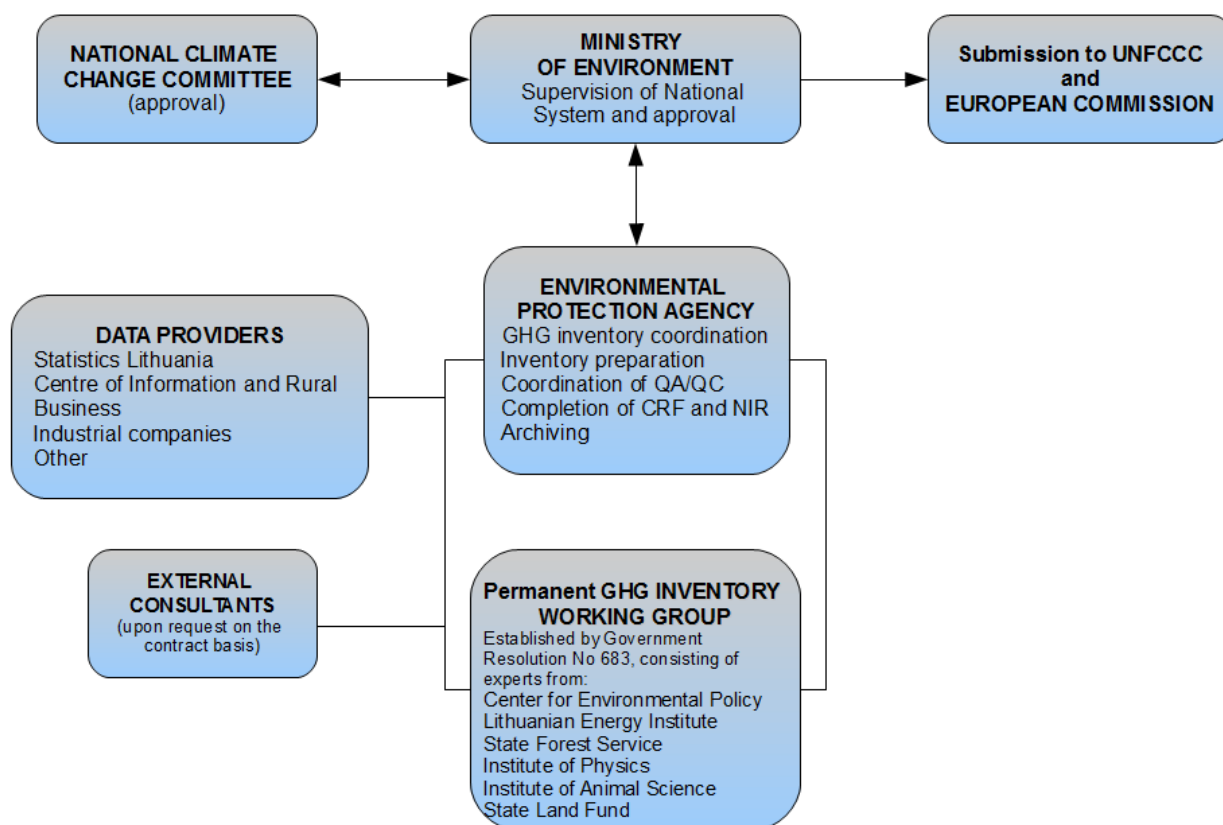 NATIONAL CLIMATE
CHANGE COMMITTEE
(approval)
MINISTRY
OF ENVIRONMENT
Supervision of National
System and approval
Submission to UNFCCC
and
EUROPEAN COMMISSION
ENVIRONMENTAL
PROTECTION AGENCY
GHG inventory coordination
Inventory preparation
Coordination of QA/QC
Completion of CRF and NIR
Archiving
DATA PROVIDERS
Statistics Lithuania
Centre of Information and Rural
Business
Industrial companies
Other
EXTERNAL
CONSULTANTS
(upon request on the
contract basis)
Permanent GHG INVENTORY
WORKING GROUP
Established by Government
Resolution No 683, consisting of
experts from:
Center for Environmental Policy
Lithuanian Energy Institute
State Forest Service
Institute of Physics
Institute of Animal Science
State Land Fund